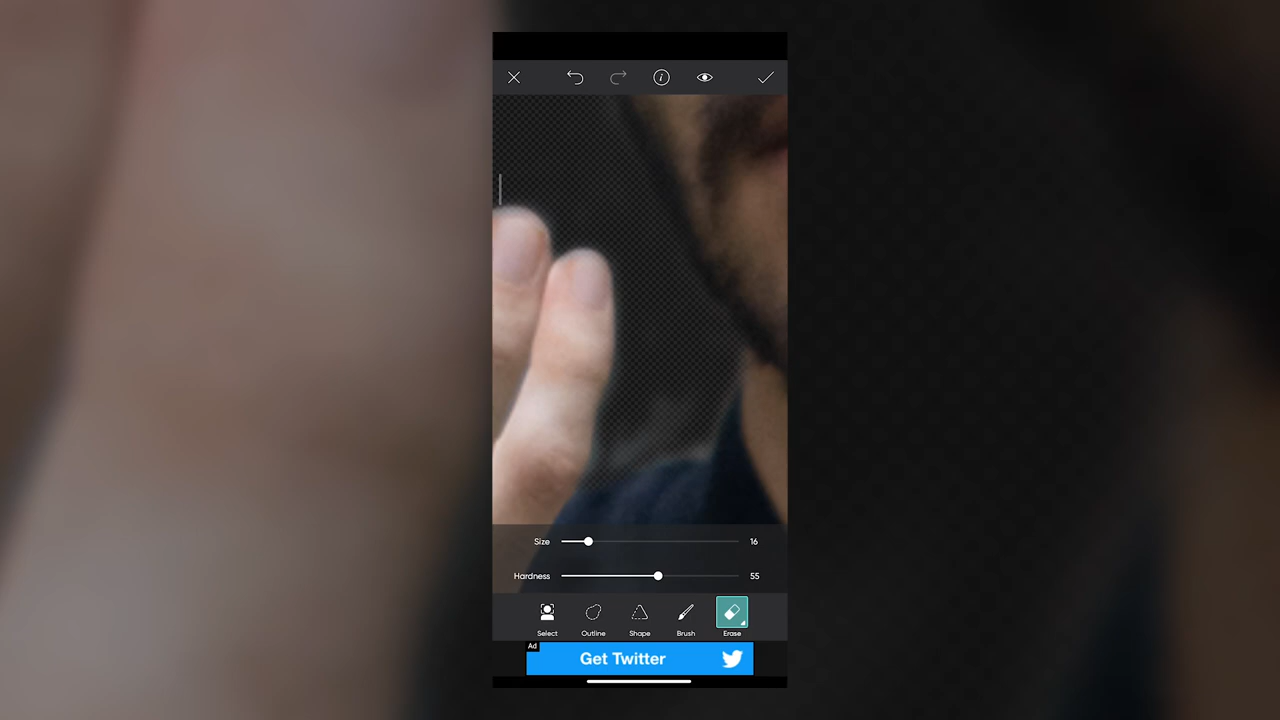 Size 16
Hardness 55
Select Outline Shape Brush Erase
Ad
Get Twitter